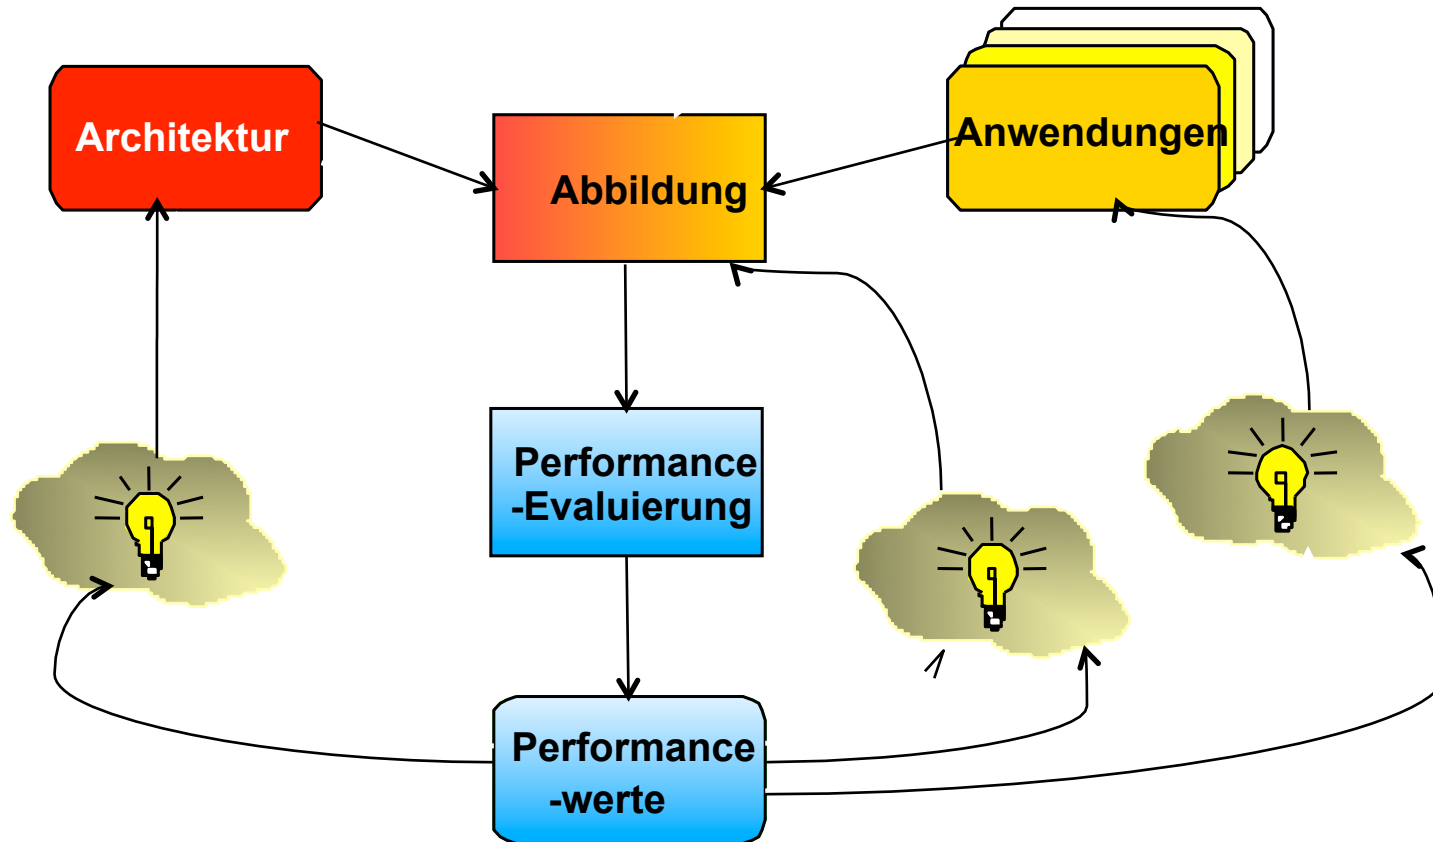 Architektur
Abbildung
Anwendungen
Performance
-Evaluierung
Performance
-werte